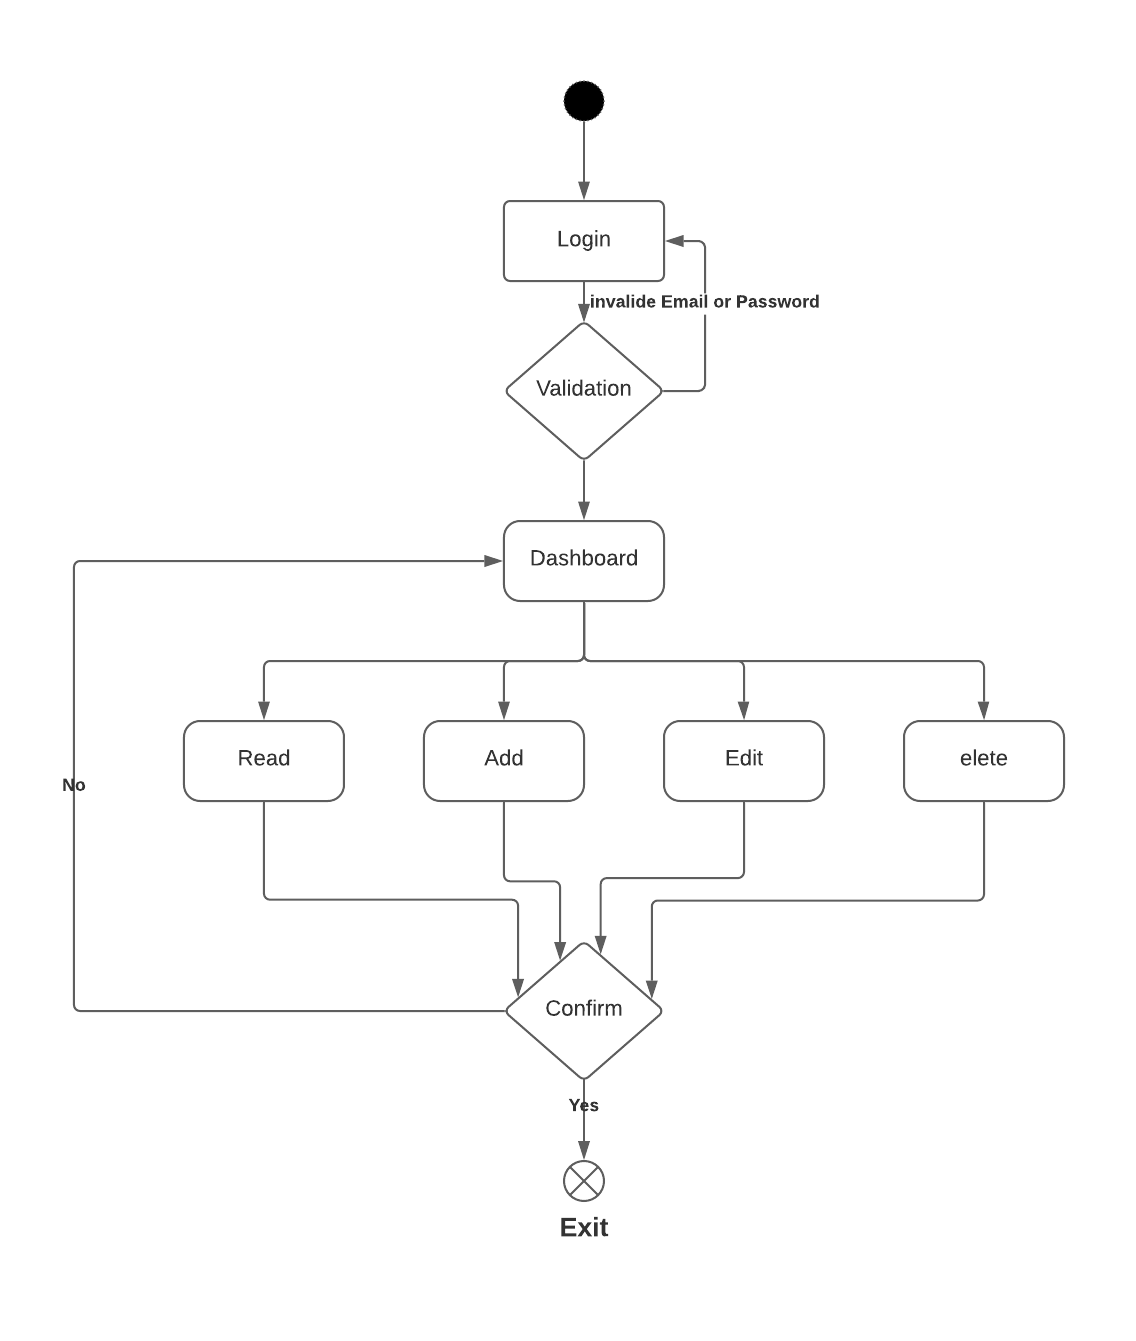 Login
invalide Email or Password
Validation
Dashboard
Read
Add
Edit
elete
No
Confirm
Yes
Exit